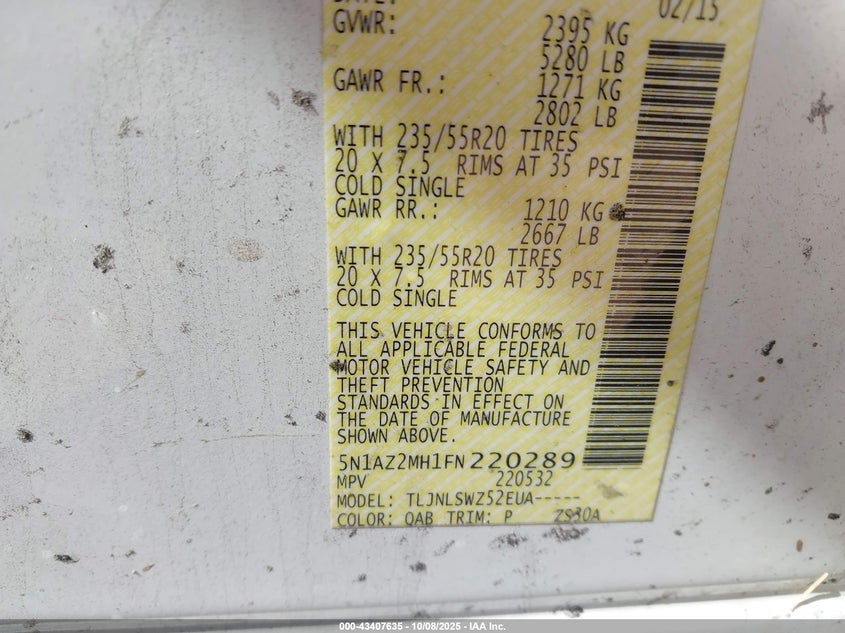 DATE:
02/15
GVWR: 2395 KG
5280 LB
GAWR FR.: 1271 KG
2802 LB
WITH 235/55R20 TIRES
20 X 7.5 RIMS AT 35 PSI
COLD SINGLE
GAWR RR.: 1210 KG
2667 LB
WITH 235/55R20 TIRES
20 X 7.5 RIMS AT 35 PSI
COLD SINGLE
THIS VEHICLE CONFORMS TO
ALL APPLICABLE FEDERAL
MOTOR VEHICLE SAFETY AND
THEFT PREVENTION
STANDARDS IN EFFECT ON
THE DATE OF MANUFACTURE
SHOWN ABOVE.
5N1AZ2MH1FN220289
MPV 220532
MODEL: TLJNLSWZ52EUA-----
COLOR: QAB TRIM: P ZS30A
000-43407635 - 10/08/2025 - IAA Inc.